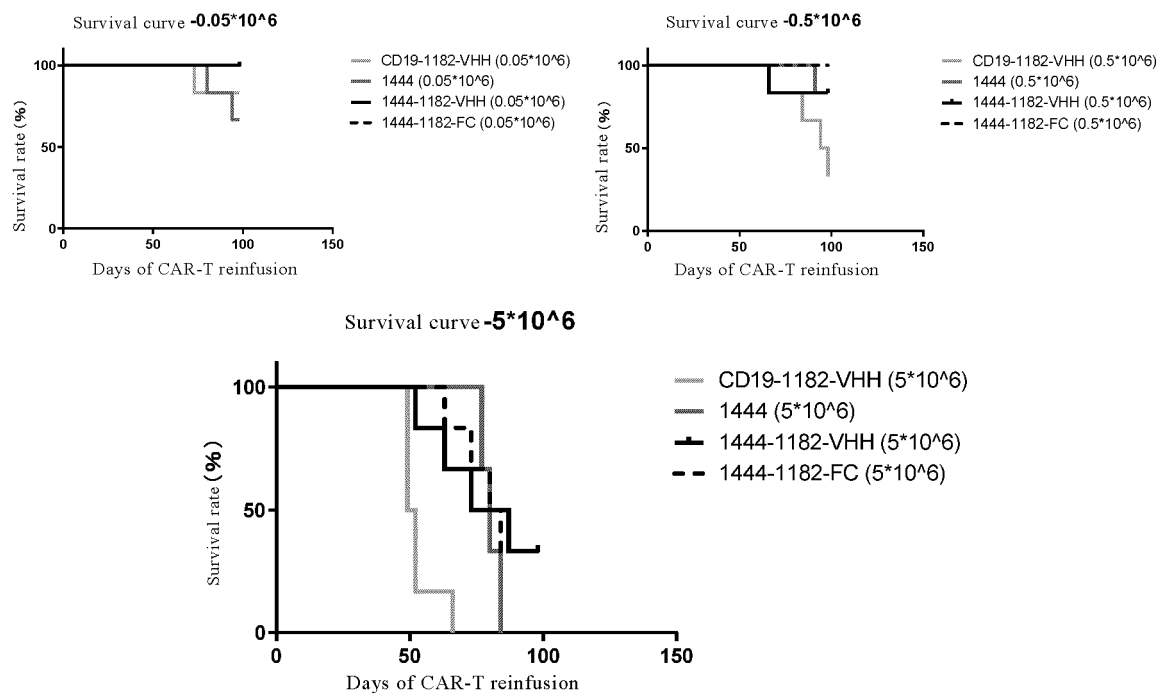 Survival curve -0.05*10^6
100
50
0
0 50 100 150
Survival rate (%)
Days of CAR-T reinfusion
CD19-1182-VHH (0.05*10^6)
1444 (0.05*10^6)
1444-1182-VHH (0.05*10^6)
1444-1182-FC (0.05*10^6)
Survival curve -0.5*10^6
100
50
0
0 50 100 150
Survival rate (%)
Days of CAR-T reinfusion
CD19-1182-VHH (0.5*10^6)
1444 (0.5*10^6)
1444-1182-VHH (0.5*10^6)
1444-1182-FC (0.5*10^6)
Survival curve -5*10^6
100
50
0
0 50 100 150
Survival rate (%)
Days of CAR-T reinfusion
CD19-1182-VHH (5*10^6)
1444 (5*10^6)
1444-1182-VHH (5*10^6)
1444-1182-FC (5*10^6)